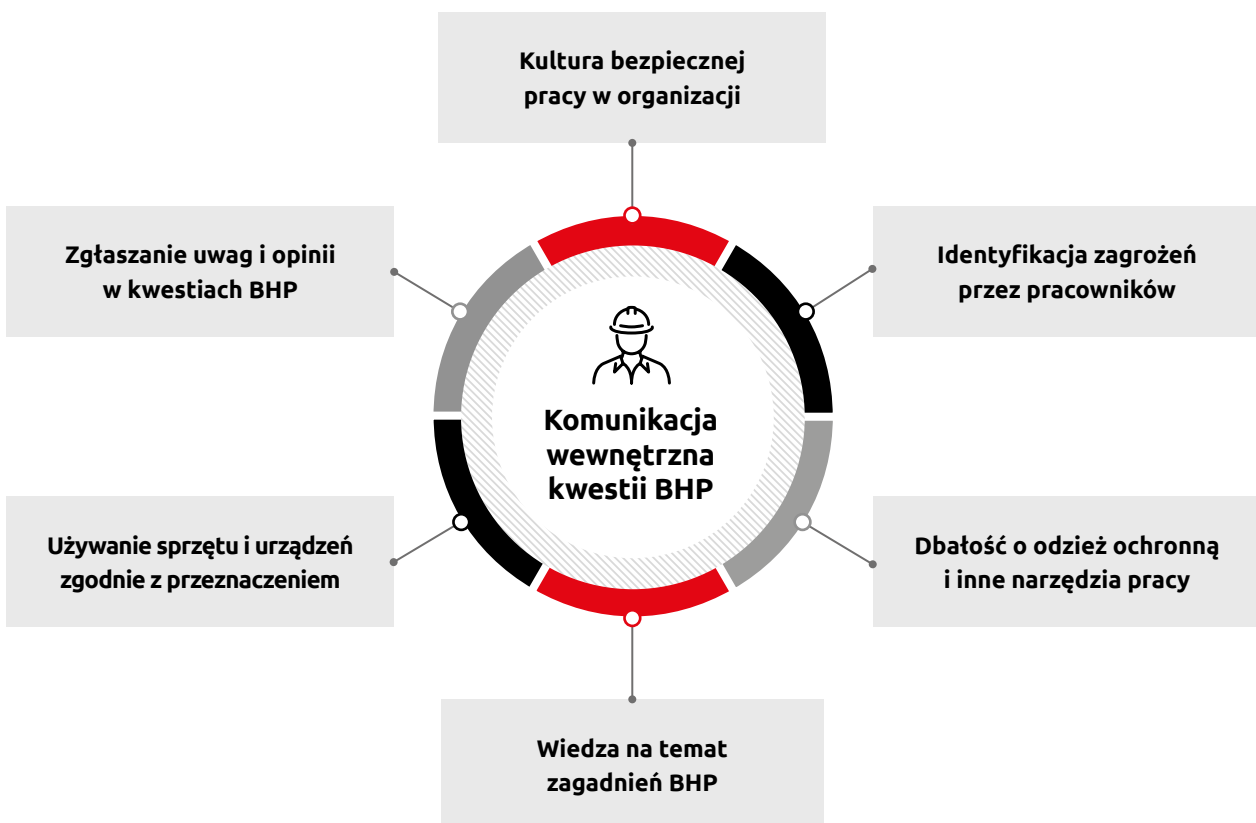 Kultura bezpiecznej
pracy w organizacji
Zgłaszanie uwag i opinii
w kwestiach BHP
Identyfikacja zagrożeń
przez pracowników
Komunikacja
wewnętrzna
kwestii BHP
Używanie sprzętu i urządzeń
zgodnie z przeznaczeniem
Dbałość o odzież ochronną
i inne narzędzia pracy
Wiedza na temat
zagadnień BHP